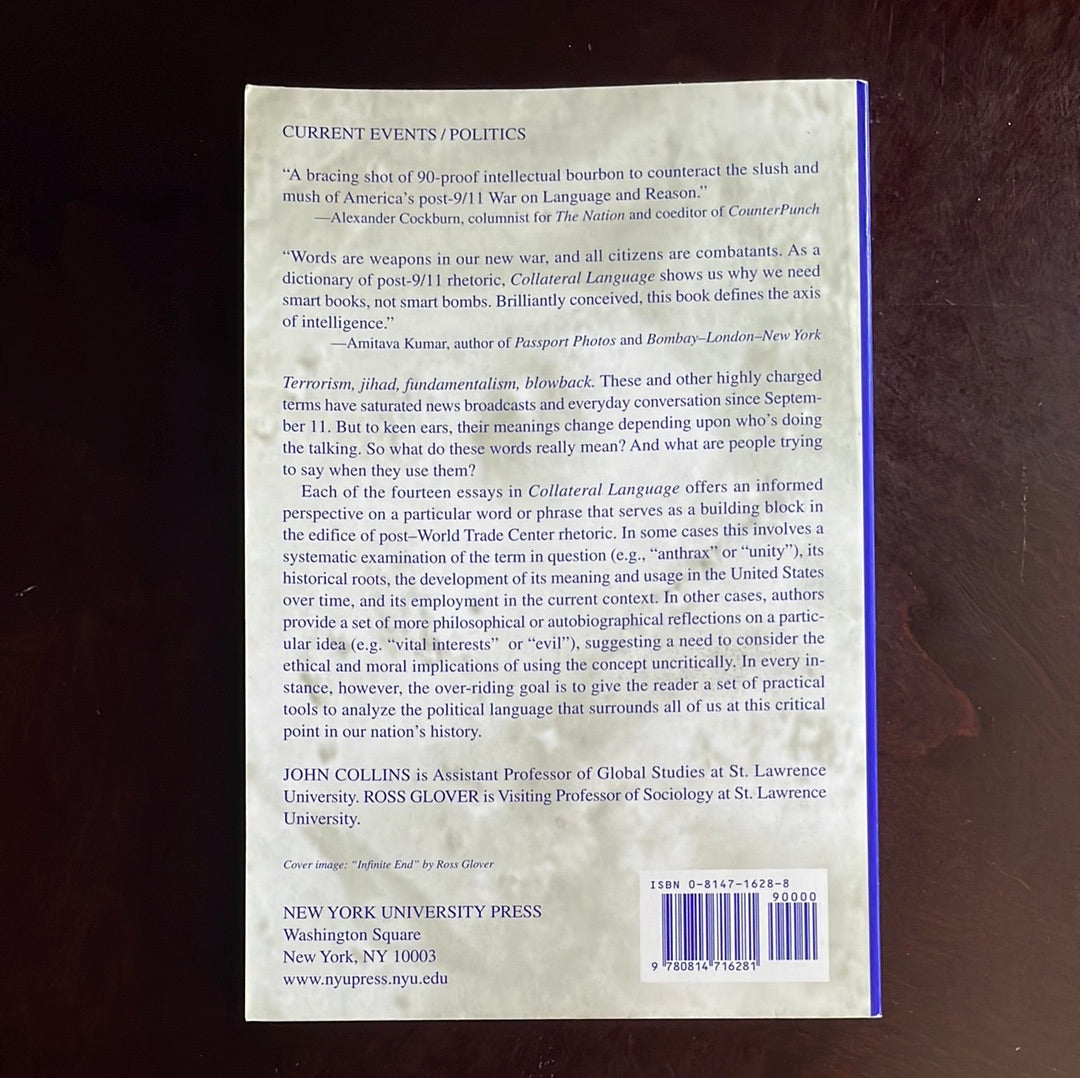 CURRENT EVENTS / POLITICS
“A bracing shot of 90-proof intellectual bourbon to counteract the slush and
mush of America’s post-9/11 War on Language and Reason.”
—Alexander Cockburn, columnist for The Nation and coeditor of CounterPunch
“Words are weapons in our new war, and all citizens are combatants. As a
dictionary of post-9/11 rhetoric, Collateral Language shows us why we need
smart books, not smart bombs. Brilliantly conceived, this book defines the axis
of intelligence.”
—Amitava Kumar, author of Passport Photos and Bombay–London–New York
Terrorism, jihad, fundamentalism, blowback. These and other highly charged
terms have saturated news broadcasts and everyday conversation since Septem-
ber 11. But to keen ears, their meanings change depending upon who’s doing
the talking. So what do these words really mean? And what are people trying
to say when they use them?
Each of the fourteen essays in Collateral Language offers an informed
perspective on a particular word or phrase that serves as a building block in
the edifice of post–World Trade Center rhetoric. In some cases this involves a
systematic examination of the term in question (e.g., “anthrax” or “unity”), its
historical roots, the development of its meaning and usage in the United States
over time, and its employment in the current context. In other cases, authors
provide a set of more philosophical or autobiographical reflections on a partic-
ular idea (e.g. “vital interests” or “evil”), suggesting a need to consider the
ethical and moral implications of using the concept uncritically. In every in-
stance, however, the over-riding goal is to give the reader a set of practical
tools to analyze the political language that surrounds all of us at this critical
point in our nation’s history.
JOHN COLLINS is Assistant Professor of Global Studies at St. Lawrence
University. ROSS GLOVER is Visiting Professor of Sociology at St. Lawrence
University.
Cover image: “Infinite End” by Ross Glover
NEW YORK UNIVERSITY PRESS
Washington Square
New York, NY 10003
www.nyupress.nyu.edu
ISBN 0-8147-1628-8
90000
9 780814 716281